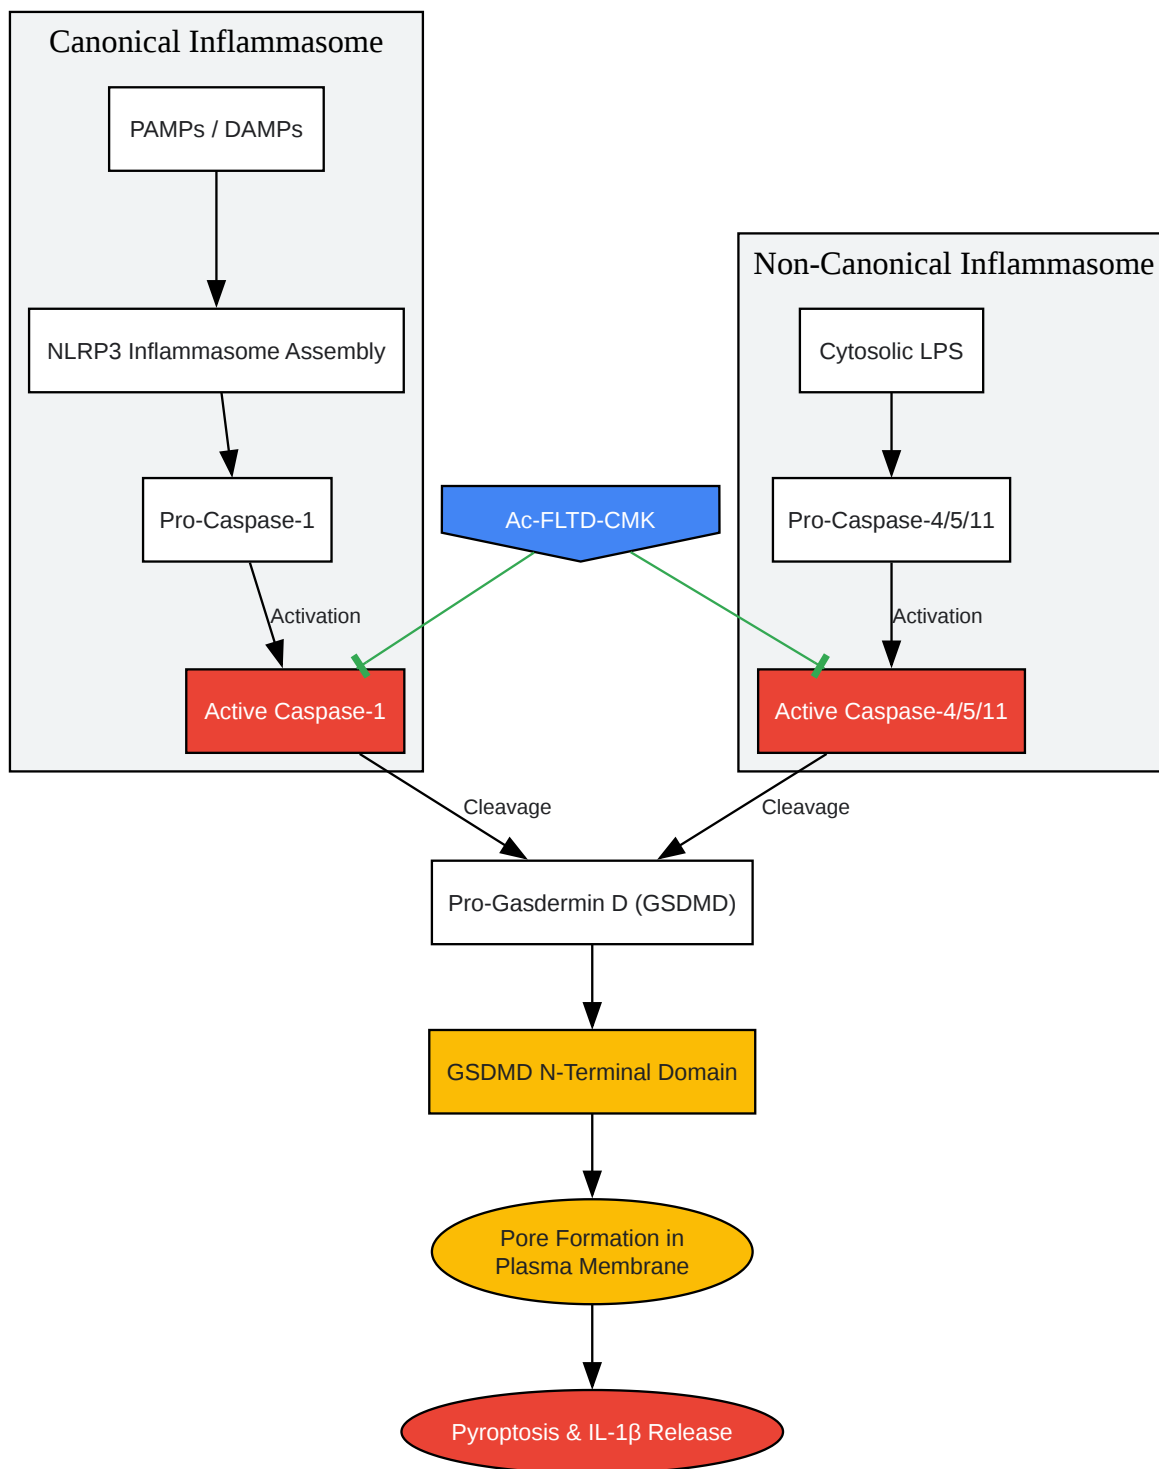 Canonical Inflammasome
PAMPs / DAMPs
Non-Canonical Inflammasome
NLRP3 Inflammasome Assembly
Cytosolic LPS
Pro-Caspase-1
Ac-FLTD-CMK
Pro-Caspase-4/5/11
Activation
Activation
Active Caspase-1
Active Caspase-4/5/11
Cleavage
Cleavage
Pro-Gasdermin D (GSDMD)
GSDMD N-Terminal Domain
Pore Formation in
Plasma Membrane
Pyroptosis & IL-1β Release